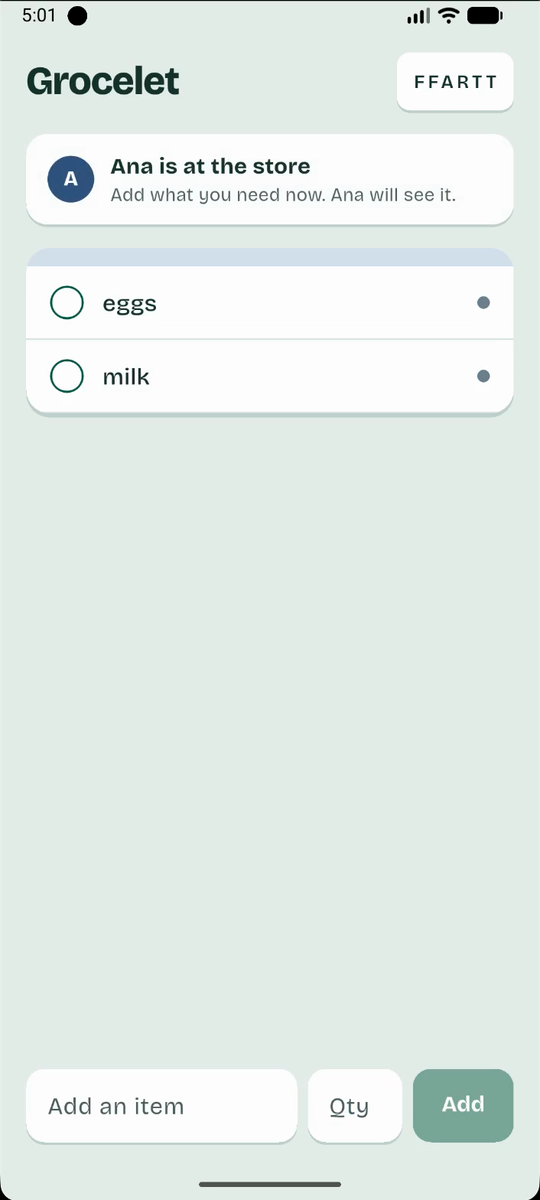 5:01
Grocelet
FFARTT
A
Ana is at the store
Add what you need now. Ana will see it.
eggs
milk
Add an item
Qty
Add